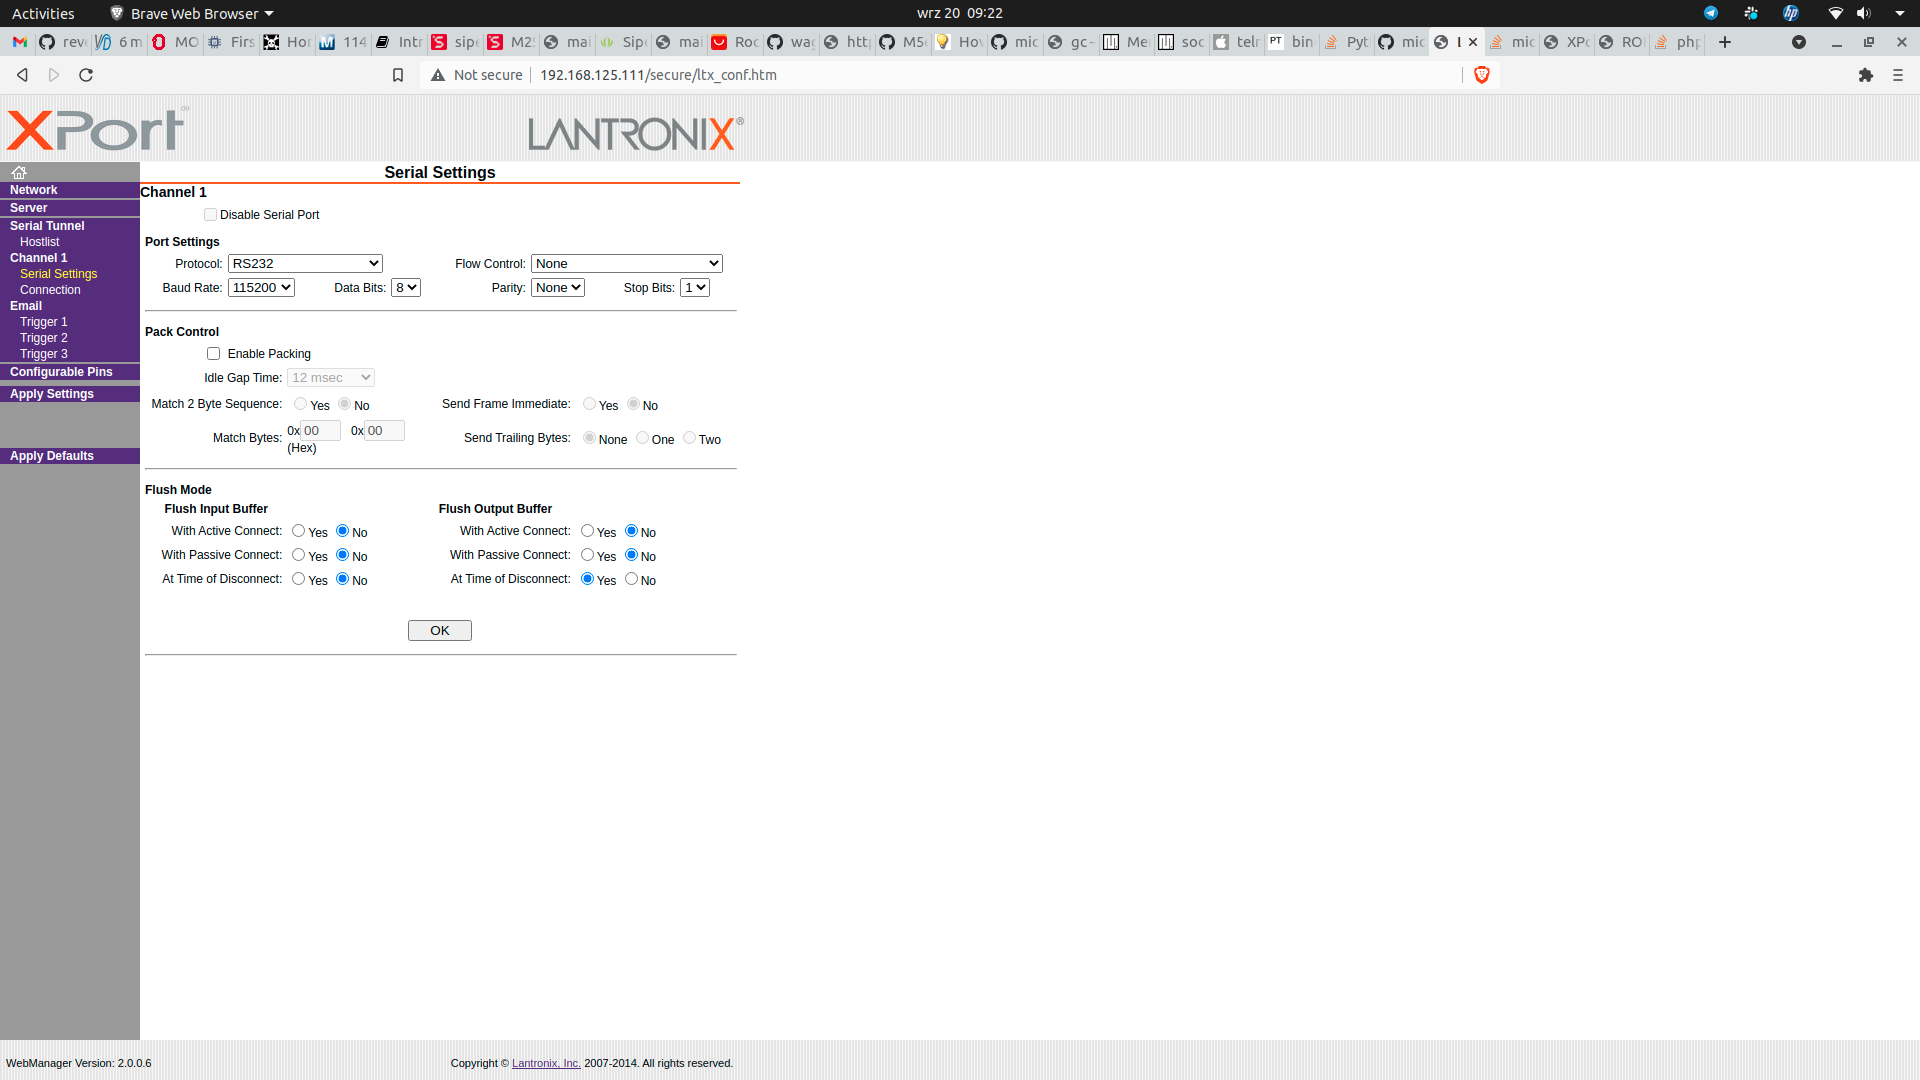 Activities Brave Web Browser wrz 20 09:22
6 m MO Firs Hor 114 Intr sipe M2S mai Sipe mai Roc wag http M5 Hov mic gc- Me soc teln PT bin Pyt mic mic XPo RO php
Not secure 192.168.125.111/secure/ltx_conf.htm
XPort LANTRONIX®
Serial Settings
Network
Server
Serial Tunnel
Hostlist
Channel 1
Serial Settings
Connection
Email
Trigger 1
Trigger 2
Trigger 3
Configurable Pins
Apply Settings
Apply Defaults
Channel 1
Disable Serial Port
Port Settings
Protocol: RS232 Flow Control: None
Baud Rate: 115200 Data Bits: 8 Parity: None Stop Bits: 1
Pack Control
Enable Packing
Idle Gap Time: 12 msec
Match 2 Byte Sequence: Yes No Send Frame Immediate: Yes No
Match Bytes: 0x 00 0x 00 Send Trailing Bytes: None One Two
(Hex)
Flush Mode
Flush Input Buffer Flush Output Buffer
With Active Connect: Yes No With Active Connect: Yes No
With Passive Connect: Yes No With Passive Connect: Yes No
At Time of Disconnect: Yes No At Time of Disconnect: Yes No
OK
WebManager Version: 2.0.0.6 Copyright © Lantronix, Inc. 2007-2014. All rights reserved.